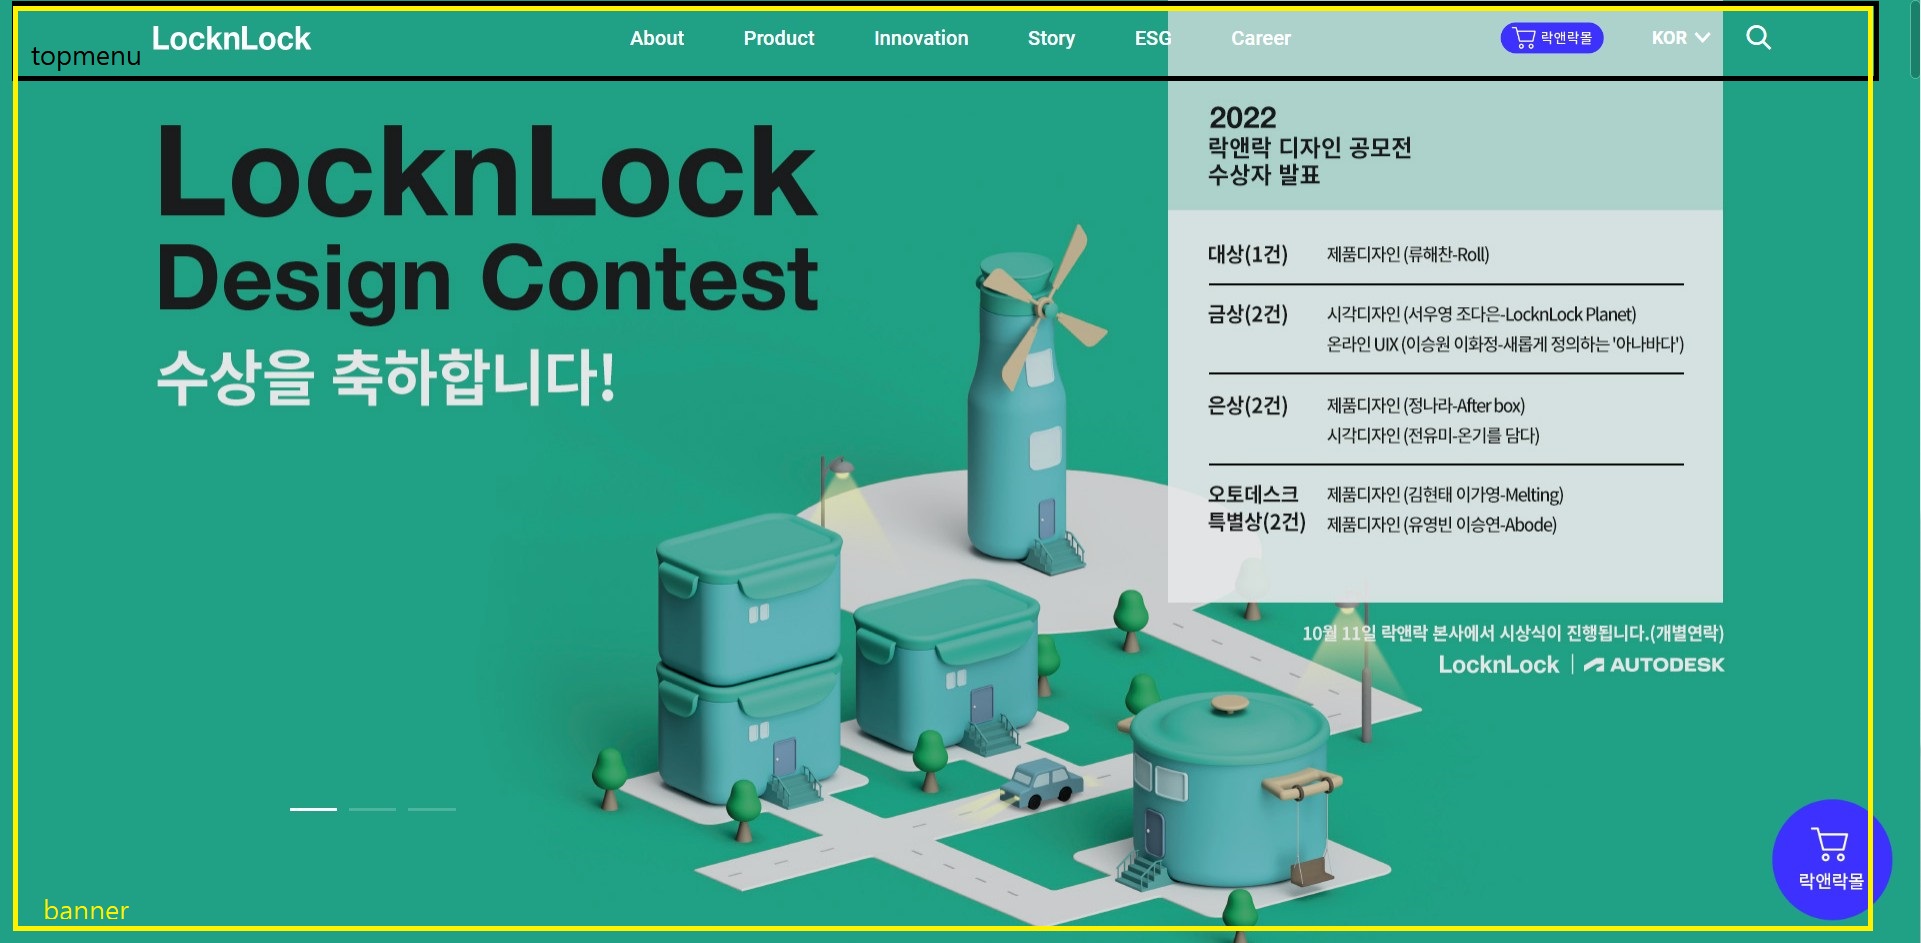 topmenu
LocknLock
About Product Innovation Story ESG Career
락앤락몰
KOR
LocknLock
Design Contest
수상을 축하합니다!
2022
락앤락 디자인 공모전
수상자 발표
대상(1건) 제품디자인 (류해찬-Roll)
금상(2건) 시각디자인 (서우영 조다은-LocknLock Planet)
온라인 UIX (이승원 이화정-새롭게 정의하는 '아나바다')
은상(2건) 제품디자인 (정나라-After box)
시각디자인 (전유미-온기를 담다)
오토데스크
특별상(2건)
제품디자인 (김현태 이가영-Melting)
제품디자인 (유영빈 이승연-Abode)
10월 11일 락앤락 본사에서 시상식이 진행됩니다.(개별연락)
LocknLock | AUTODESK
락앤락몰
banner